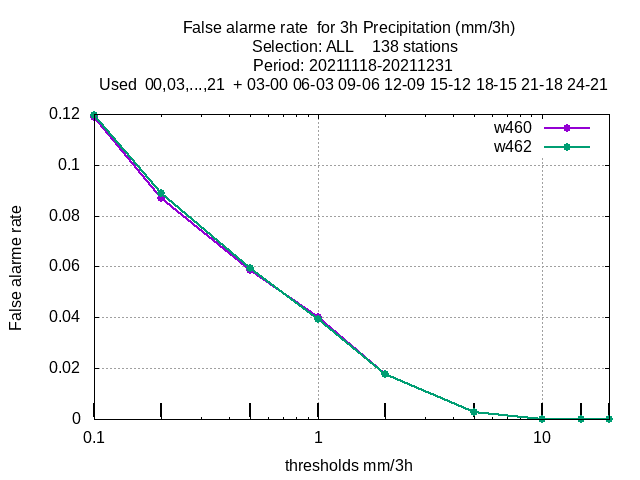 False alarme rate  for 3h Precipitation (mm/3h)
Selection: ALL    138 stations
Period: 20211118-20211231
Used  00,03,...,21  + 03-00 06-03 09-06 12-09 15-12 18-15 21-18 24-21
0.12
w460
w462
0.1
0.08
0.06
0.04
0.02
0
False alarme rate
0.1
1
10
thresholds mm/3h